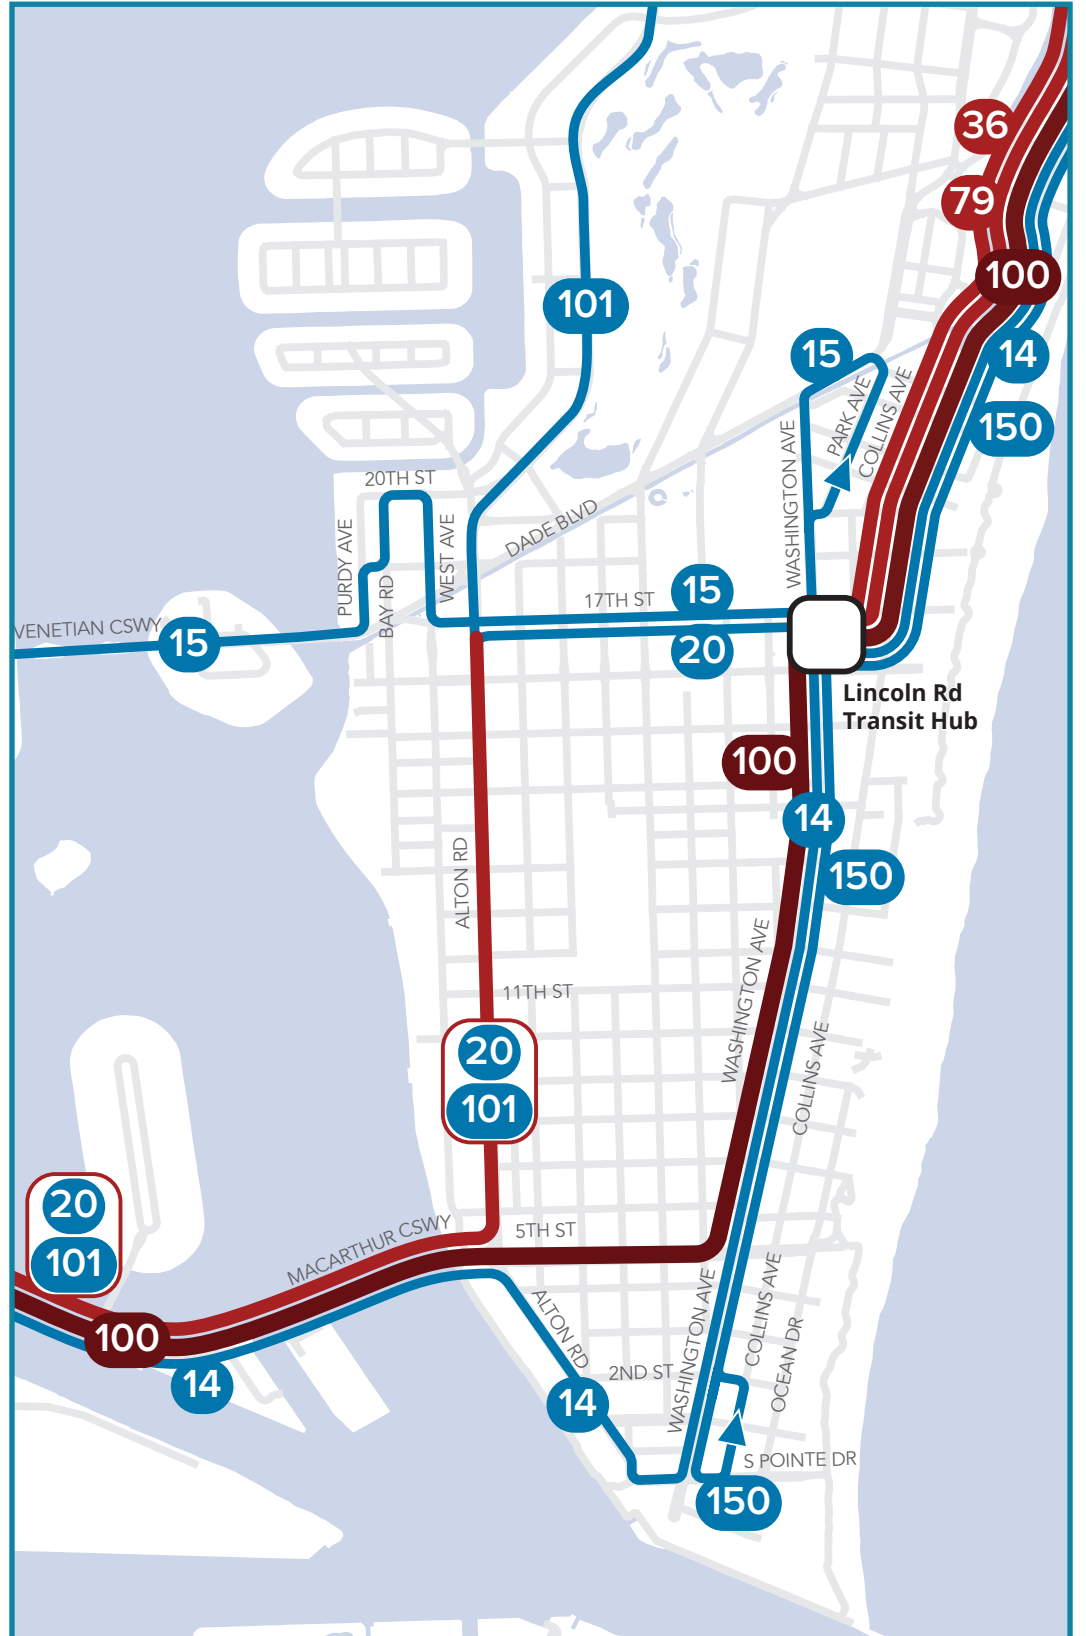 36
79
100
101
14
15
150
PARK AVE
COLLINS AVE
WASHINGTON AVE
20TH ST
DADE BLVD
PURDY AVE
WEST AVE
BAY RD
15
17TH ST
VENETIAN CSWY
15
20
Lincoln Rd
Transit Hub
100
14
ALTON RD
150
WASHINGTON AVE
11TH ST
20
101
COLLINS AVE
20
101
MACARTHUR CSWY
5TH ST
100
14
ALTON RD
WASHINGTON AVE
COLLINS AVE
OCEAN DR
2ND ST
14
S POINTE DR
150